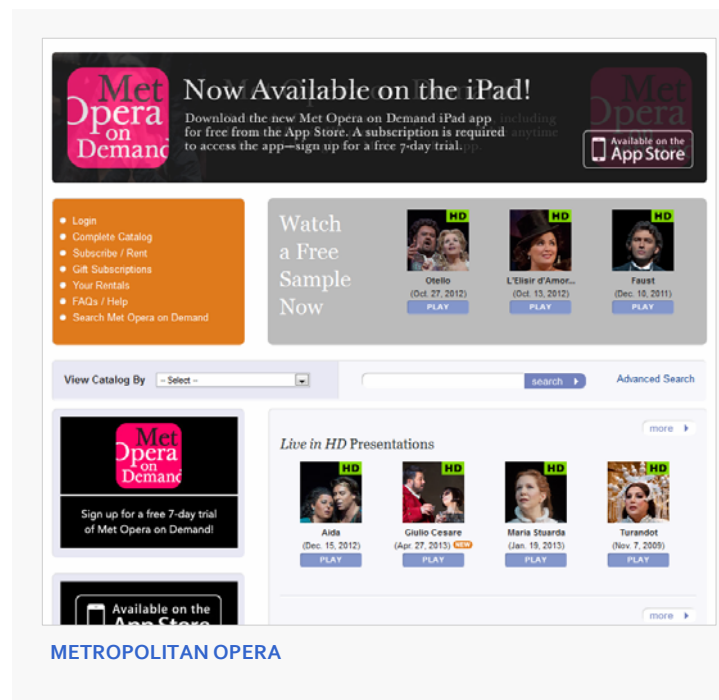 Met
Opera
on
Demand
Now Available on the iPad!
Download the new Met Opera on Demand iPad app
for free from the App Store. A subscription is required
to access the app—sign up for a free 7-day trial.
including
anytime
Available on the
App Store
Login
Complete Catalog
Subscribe / Rent
Gift Subscriptions
Your Rentals
FAQs / Help
Search Met Opera on Demand
Watch
a Free
Sample
Now
HD
Otello
(Oct. 27, 2012)
PLAY
HD
L'Elisir d'Amor...
(Oct. 13, 2012)
PLAY
HD
Faust
(Dec. 10, 2011)
PLAY
View Catalog By
-- Select --
search
Advanced Search
Met
Opera
on
Demand
Sign up for a free 7-day trial
of Met Opera on Demand!
Available on the
App Store
more
Live in HD Presentations
HD
Aida
(Dec. 15, 2012)
PLAY
HD
Giulio Cesare
(Apr. 27, 2013) NEW
PLAY
HD
Maria Stuarda
(Jan. 19, 2013)
PLAY
HD
Turandot
(Nov. 7, 2009)
PLAY
more
METROPOLITAN OPERA